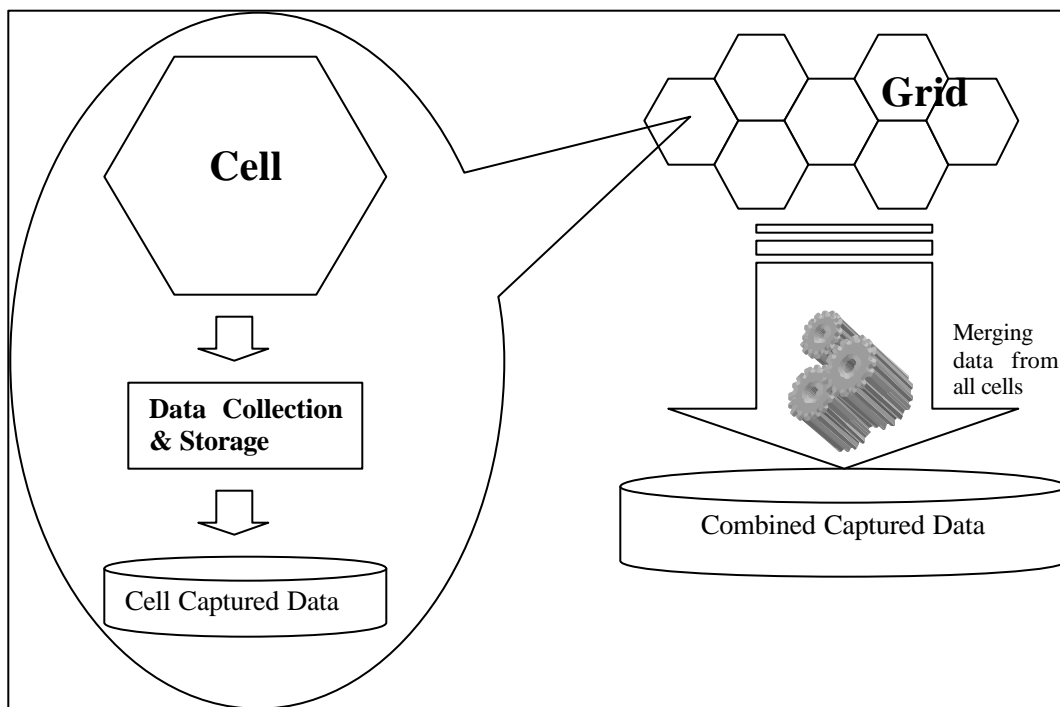 Cell
Data Collection
& Storage
Cell Captured Data
Grid
Merging
data from
all cells
Combined Captured Data